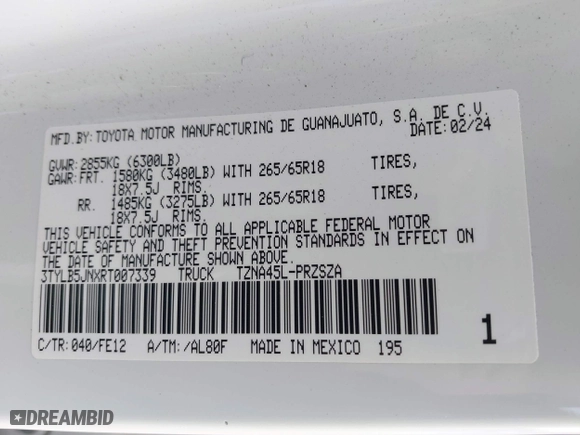 MFD.BY: TOYOTA MOTOR MANUFACTURING DE GUANAJUATO, S.A. DE C.V.
DATE: 02/24
GVWR: 2855KG (6300LB)
GAWR: FRT. 1580KG (3480LB) WITH 265/65R18 TIRES,
18X7.5J RIMS.
RR. 1485KG (3275LB) WITH 265/65R18 TIRES,
18X7.5J RIMS.
THIS VEHICLE CONFORMS TO ALL APPLICABLE FEDERAL MOTOR
VEHICLE SAFETY AND THEFT PREVENTION STANDARDS IN EFFECT ON
THE DATE OF MANUFACTURE SHOWN ABOVE.
3TYLB5JNXRT007339 TRUCK TZNA45L-PRZSZA
1
C/TR: 040/FE12 A/TM: /AL80F MADE IN MEXICO 195
DREAMBID